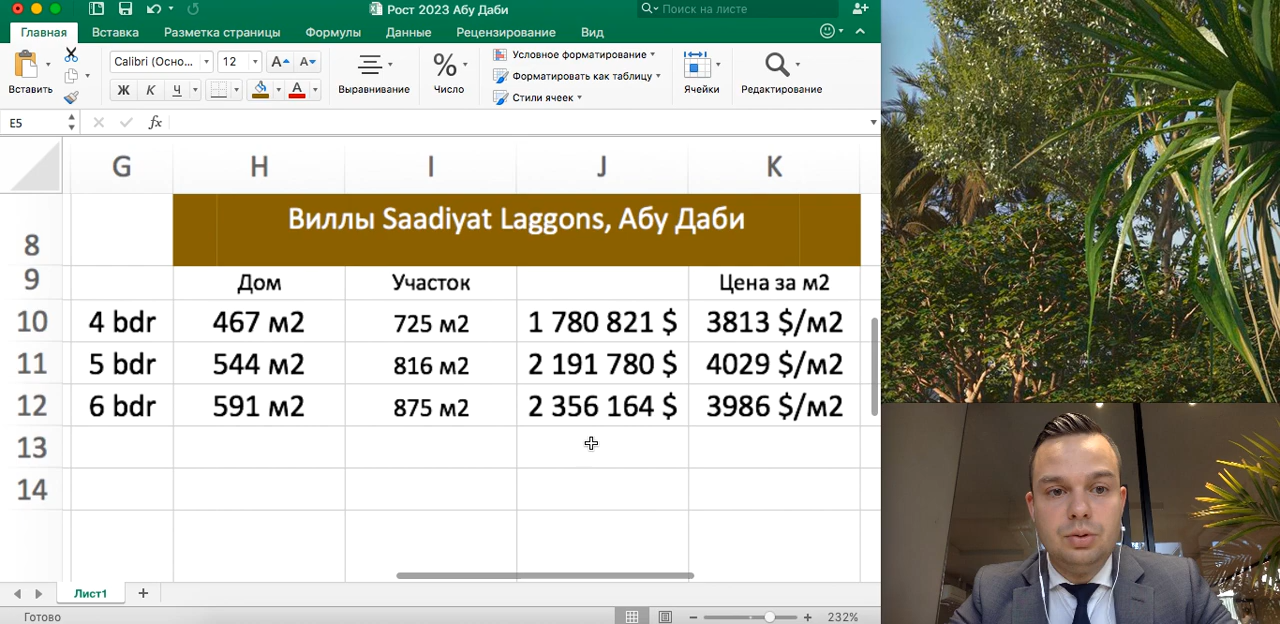 Рост 2023 Абу Даби
Поиск на листе
Главная Вставка Разметка страницы Формулы Данные Рецензирование Вид
Вставить
Calibri (Осно... 12 A A
Ж К Ч А
Выравнивание
%
Число
Условное форматирование
Форматировать как таблицу
Стили ячеек
Ячейки
Редактирование
E5 fx
G H I J K
8 Виллы Saadiyat Laggons, Абу Даби
9 Дом Участок Цена за м2
10 4 bdr 467 м2 725 м2 1 780 821 $ 3813 $/м2
11 5 bdr 544 м2 816 м2 2 191 780 $ 4029 $/м2
12 6 bdr 591 м2 875 м2 2 356 164 $ 3986 $/м2
13
14
Лист1 +
Готово
232%